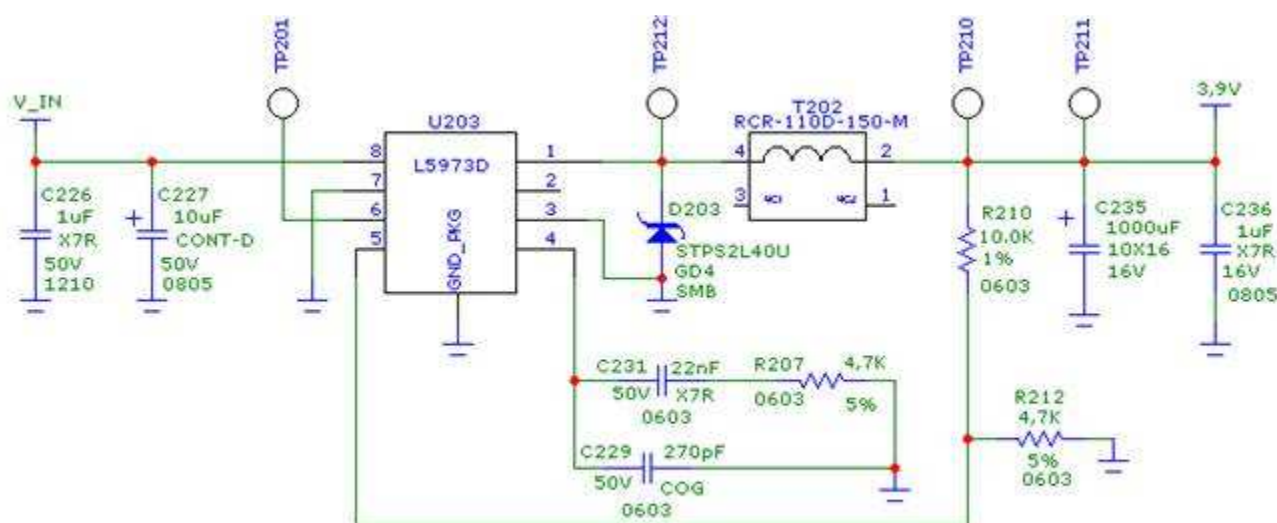 TP201
TP212
TP210
TP211
V_IN
3,9V
U203
L5973D
GND_PKG
8
7
6
5
1
2
3
4
T202
RCR-110D-150-M
4
2
3
NC1
NC2
1
C226
1uF
X7R
50V
1210
C227
10uF
CONT-D
50V
0805
D203
STPS2L40U
GD4
SMB
R210
10.0K
1%
0603
C235
1000uF
10X16
16V
C236
1uF
X7R
16V
0805
C231
22nF
50V
X7R
0603
R207
4,7K
0603
5%
C229
270pF
50V
COG
0603
R212
4,7K
5%
0603